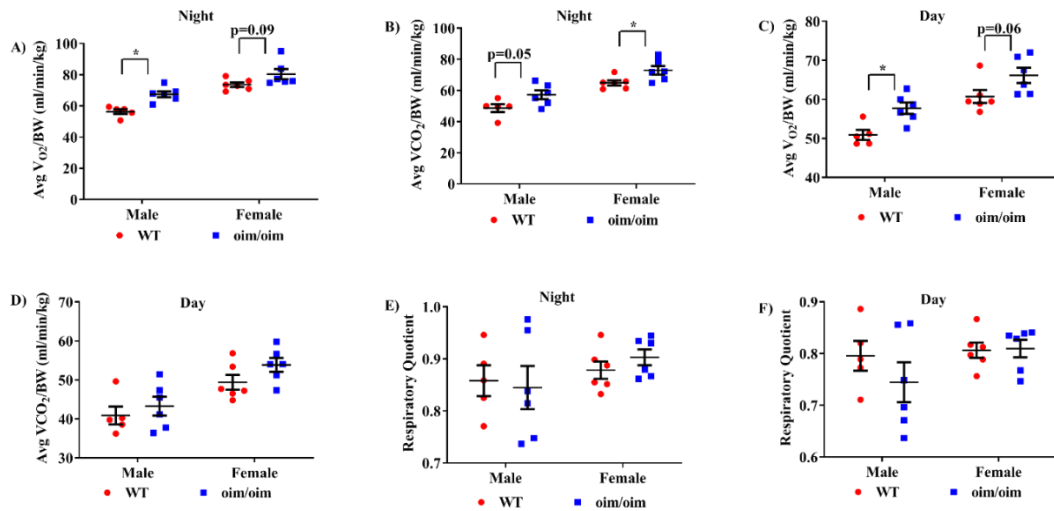 A)
Night
Avg VO2/BW (ml/min/kg)
100
80
60
40
20
0
*
p=0.09
Male
Female
WT
oim/oim
B)
Night
Avg VCO2/BW (ml/min/kg)
100
80
60
40
20
0
p=0.05
*
Male
Female
WT
oim/oim
C)
Day
Avg VO2/BW (ml/min/kg)
80
70
60
50
40
*
p=0.06
Male
Female
WT
oim/oim
D)
Day
Avg VCO2/BW (ml/min/kg)
70
60
50
40
30
Male
Female
WT
oim/oim
E)
Night
Respiratory Quotient
1.0
0.9
0.8
0.7
Male
Female
WT
oim/oim
F)
Day
Respiratory Quotient
0.9
0.8
0.7
0.6
Male
Female
WT
oim/oim